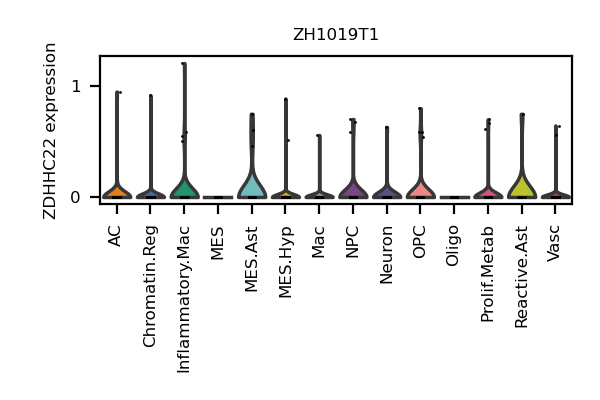 ZH1019T1
ZDHHC22 expression
1
0
AC
Chromatin.Reg
Inflammatory.Mac
MES
MES.Ast
MES.Hyp
Mac
NPC
Neuron
OPC
Oligo
Prolif.Metab
Reactive.Ast
Vasc